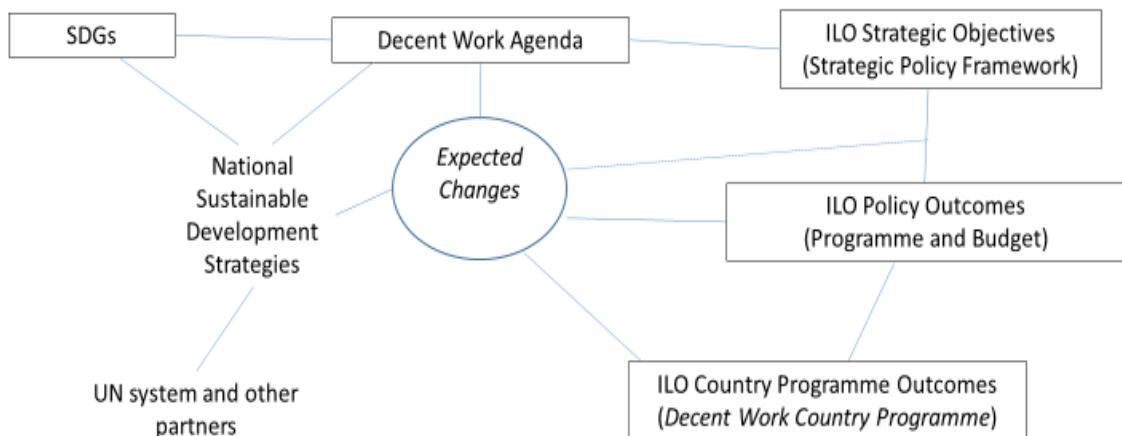 SDGs
Decent Work Agenda
ILO Strategic Objectives
(Strategic Policy Framework)
Expected
Changes
National
Sustainable
Development
Strategies
ILO Policy Outcomes
(Programme and Budget)
UN system and other
partners
ILO Country Programme Outcomes
(Decent Work Country Programme)